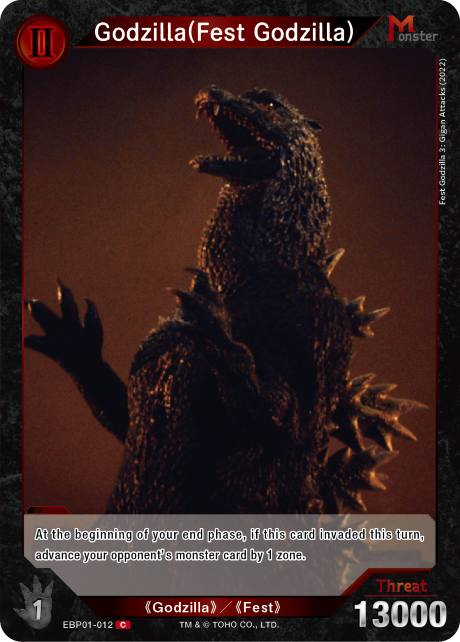 II
Godzilla(Fest Godzilla)
Monster
Fest Godzilla 3: Gigan Attacks (2022)
At the beginning of your end phase, if this card invaded this turn,
advance your opponent's monster card by 1 zone.
1
《Godzilla》／《Fest》
EBP01-012 C
TM & © TOHO CO., LTD.
Threat
13000